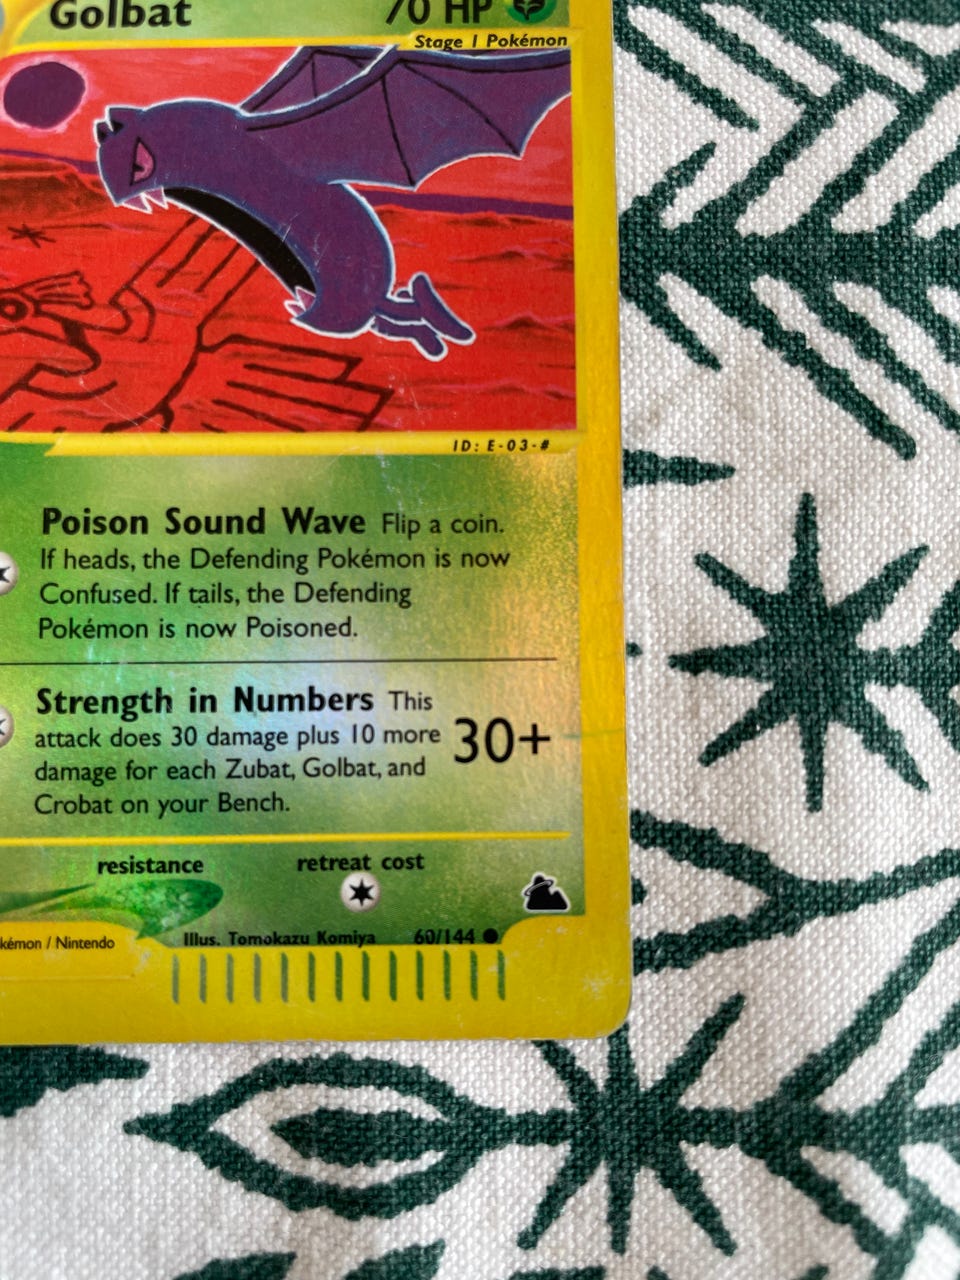 Golbat 70 HP
Stage 1 Pokémon
ID: E-03-#
Poison Sound Wave Flip a coin.
If heads, the Defending Pokémon is now
Confused. If tails, the Defending
Pokémon is now Poisoned.
Strength in Numbers This
attack does 30 damage plus 10 more
damage for each Zubat, Golbat, and
Crobat on your Bench.
30+
resistance retreat cost
kémon / Nintendo Illus. Tomokazu Komiya 60/144